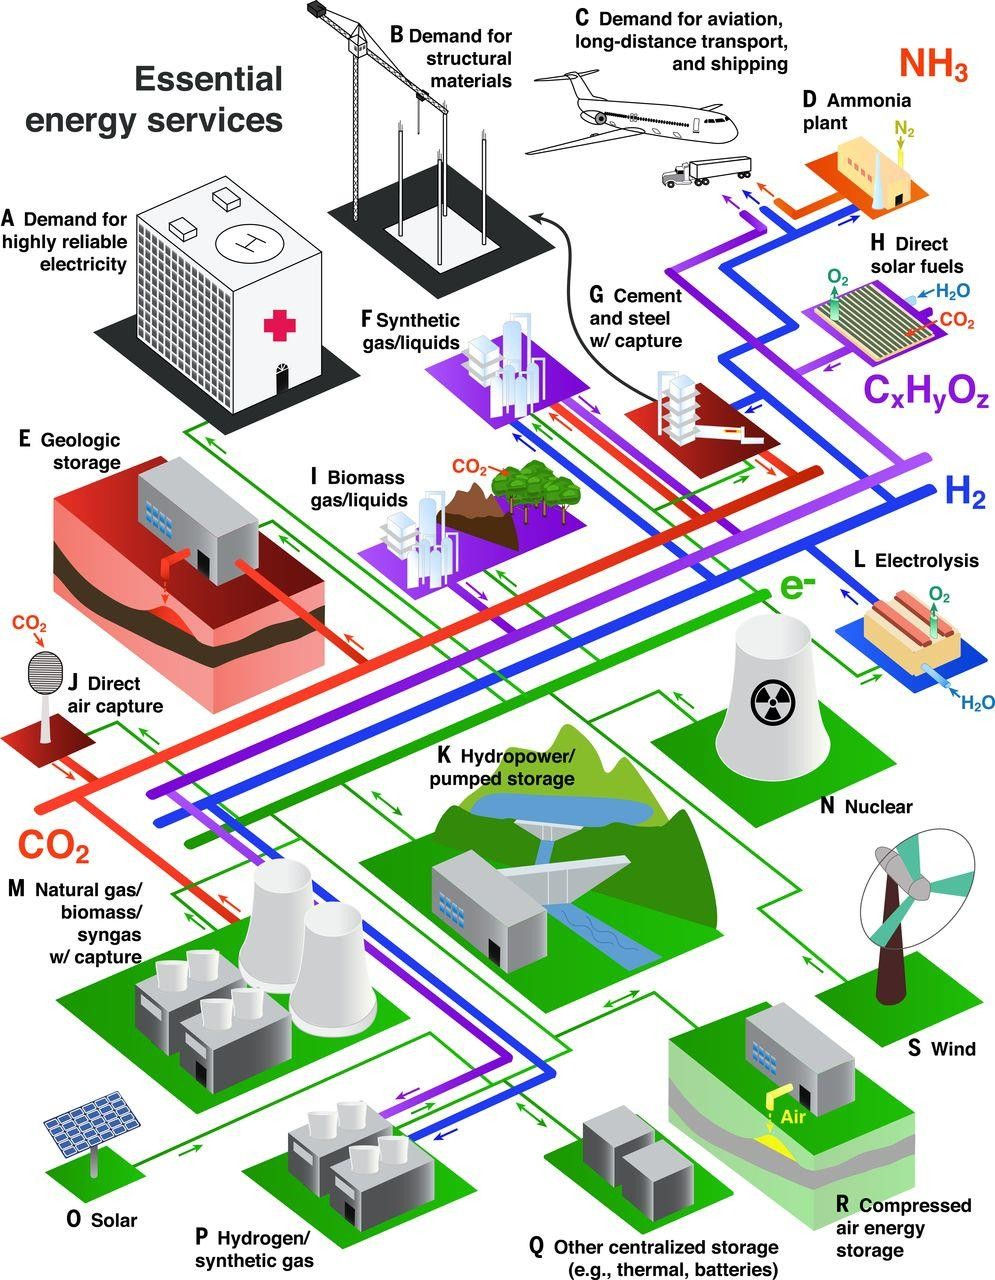 Essential
energy services
A Demand for
highly reliable
electricity
B Demand for
structural
materials
C Demand for aviation,
long-distance transport,
and shipping
NH3
D Ammonia
plant
N2
H Direct
solar fuels
O2
H2O
CO2
CxHyOz
F Synthetic
gas/liquids
G Cement
and steel
w/ capture
E Geologic
storage
I Biomass
gas/liquids
CO2
H2
L Electrolysis
O2
H2O
e-
CO2
J Direct
air capture
K Hydropower/
pumped storage
N Nuclear
CO2
M Natural gas/
biomass/
syngas
w/ capture
S Wind
O Solar
P Hydrogen/
synthetic gas
Q Other centralized storage
(e.g., thermal, batteries)
Air
R Compressed
air energy
storage